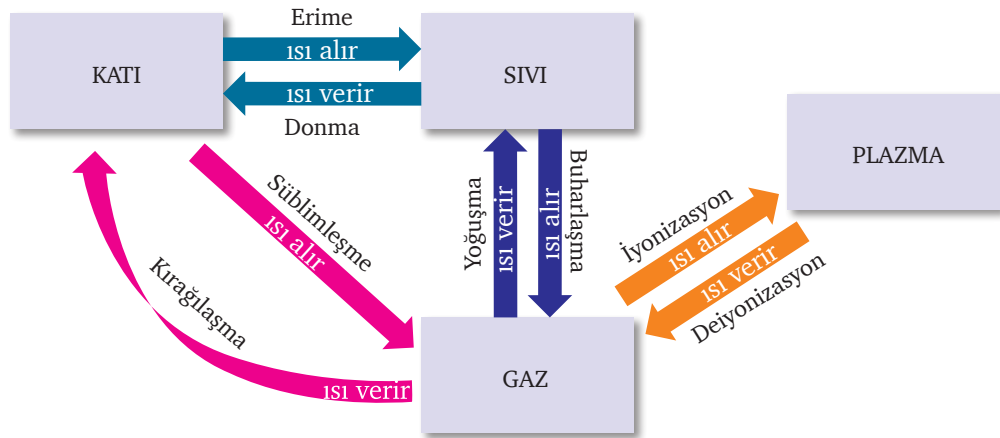 Erime
ısı alır
KATI
SIVI
ısı verir
Donma
PLAZMA
Süblimleşme
ısı alır
Yoğuşma
ısı verir
ısı alır
Buharlaşma
İyonizasyon
ısı alır
ısı verir
Deiyonizasyon
Kırağılaşma
ısı verir
GAZ